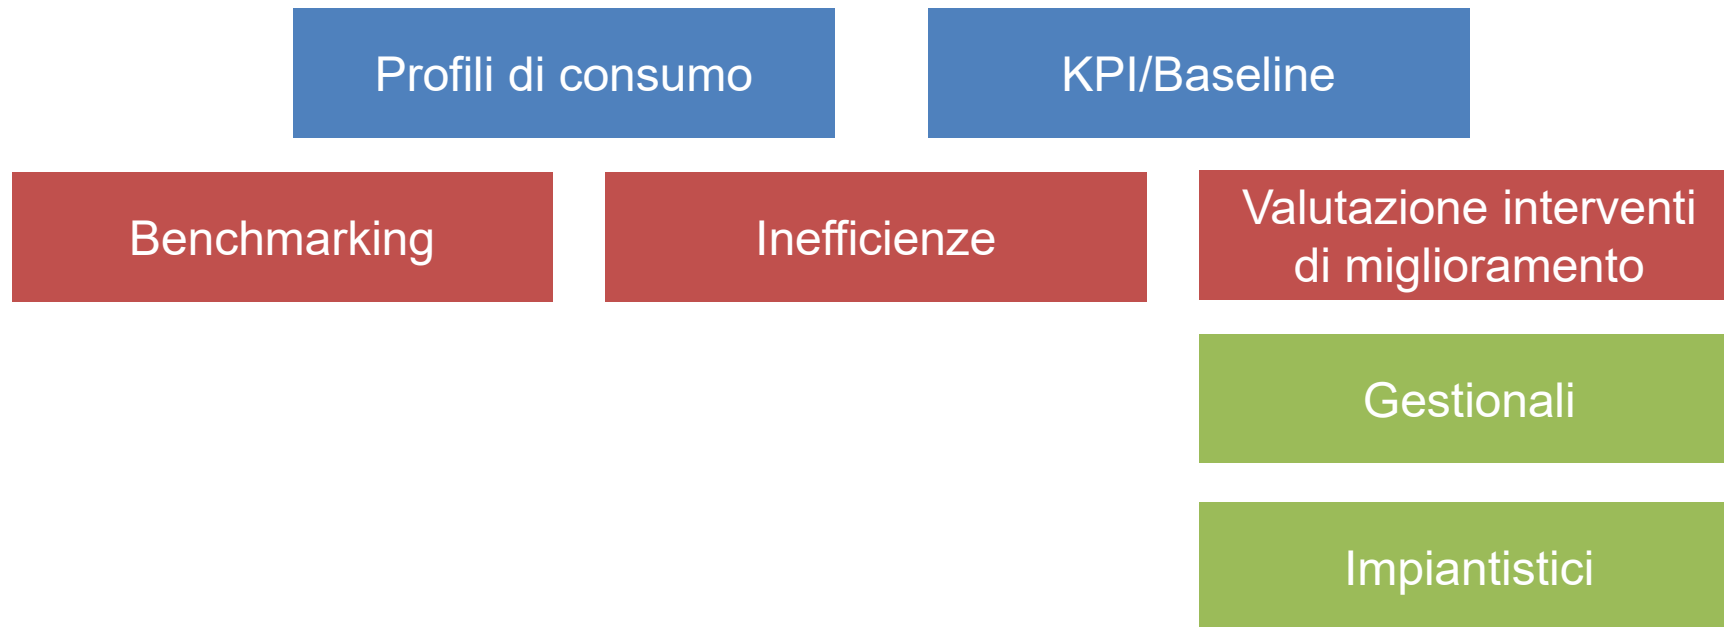 Profili di consumo
KPI/Baseline
Benchmarking
Inefficienze
Valutazione interventi
di miglioramento
Gestionali
Impiantistici